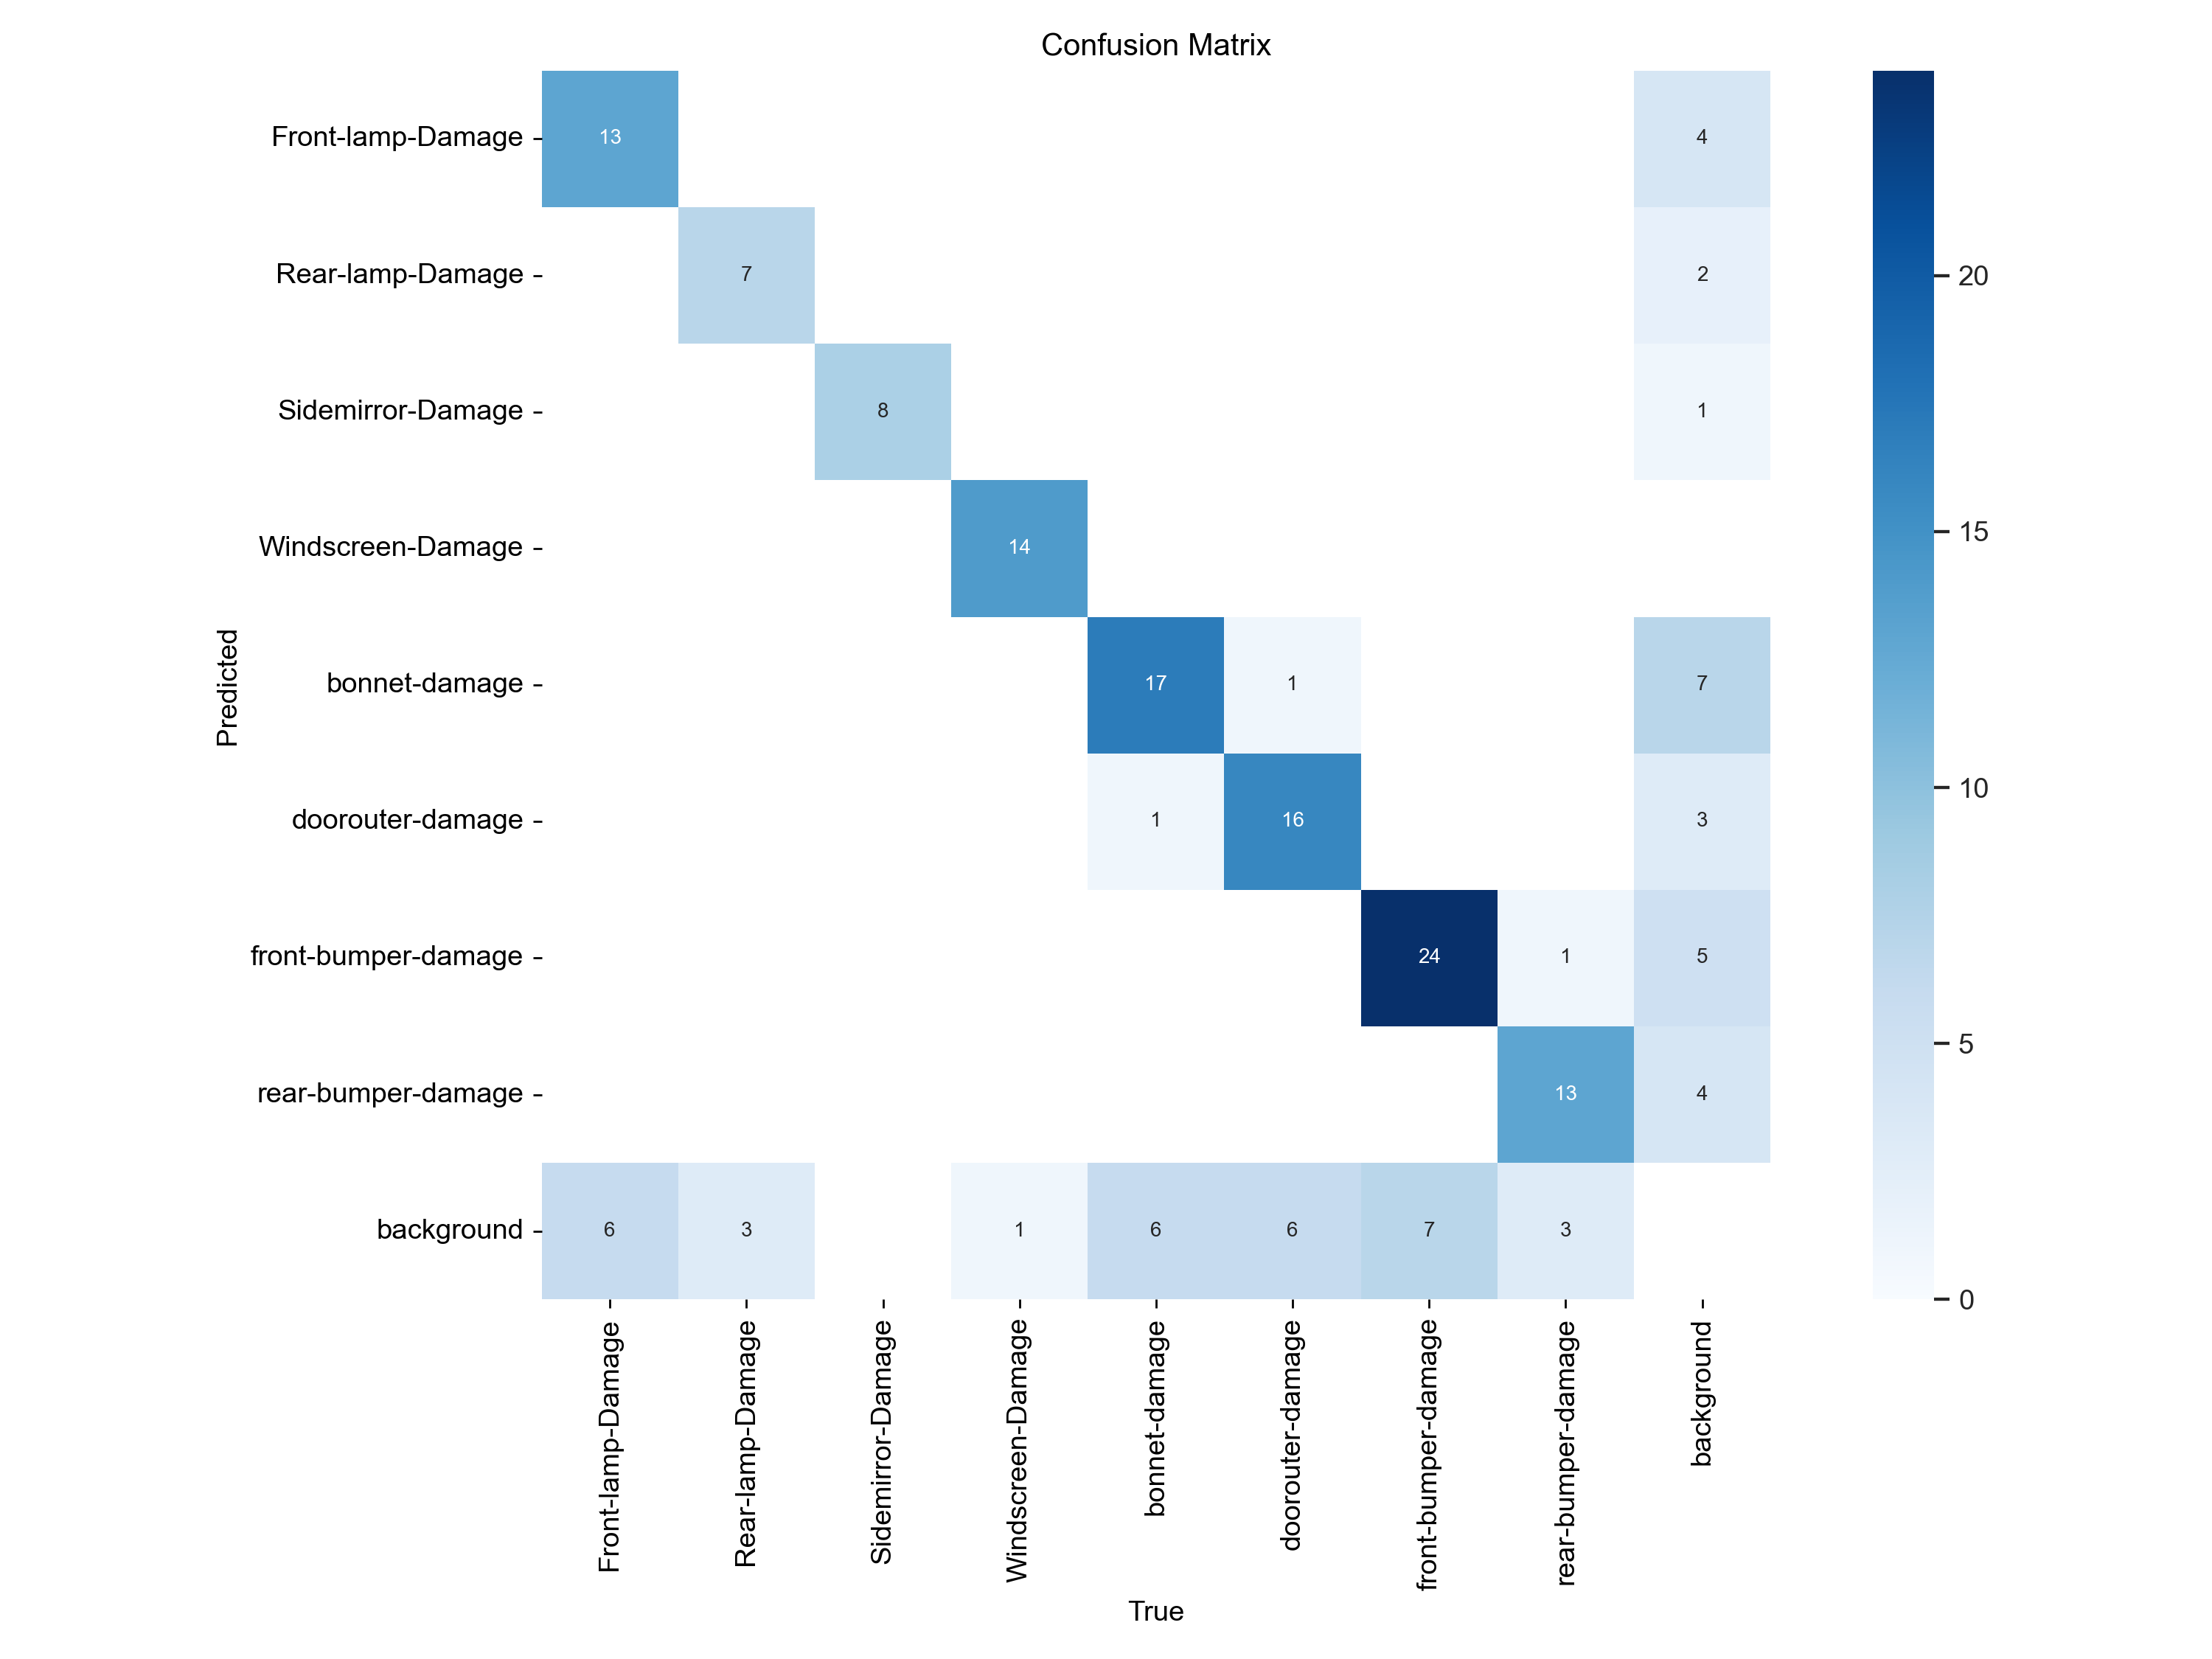 Confusion Matrix
Front-lamp-Damage 13 4
Rear-lamp-Damage 7 2 20
Sidemirror-Damage 8 1
Windscreen-Damage 14 15
Predicted
bonnet-damage 17 1 7
doorouter-damage 1 16 3 10
front-bumper-damage 24 1 5
rear-bumper-damage 13 4 5
background 6 3 1 6 6 7 3
0
Front-lamp-Damage
Rear-lamp-Damage
Sidemirror-Damage
Windscreen-Damage
bonnet-damage
doorouter-damage
front-bumper-damage
rear-bumper-damage
background
True